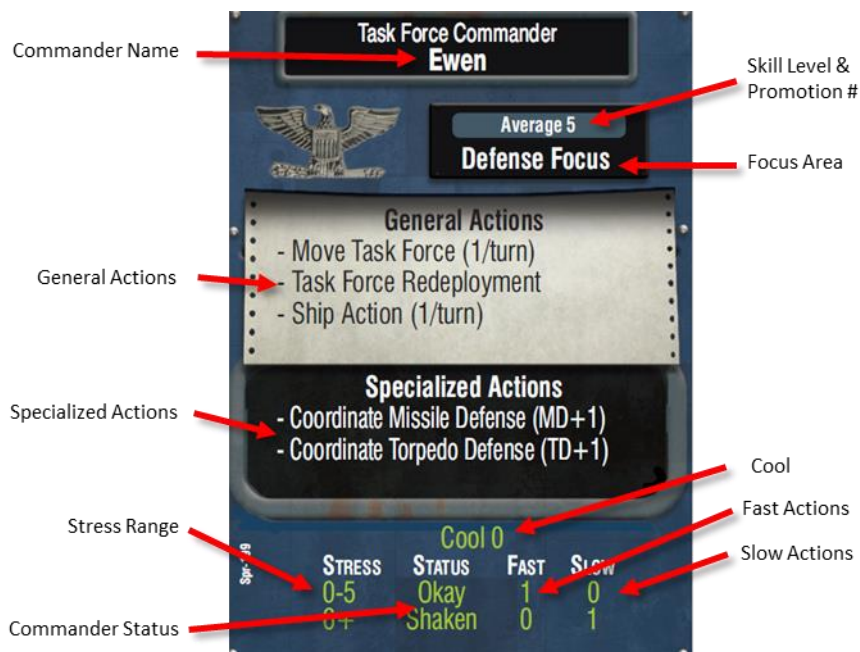 Task Force Commander
Commander Name
Ewen
Skill Level &
Promotion #
Average 5
Defense Focus
Focus Area
General Actions
- Move Task Force (1/turn)
General Actions
- Task Force Redeployment
- Ship Action (1/turn)
Specialized Actions
Specialized Actions
- Coordinate Missile Defense (MD+1)
- Coordinate Torpedo Defense (TD+1)
Cool
Stress Range
Fast Actions
Cool 0
Slow Actions
STRESS STATUS FAST SLOW
0-5 Okay 1 0
6+ Shaken 0 1
Commander Status